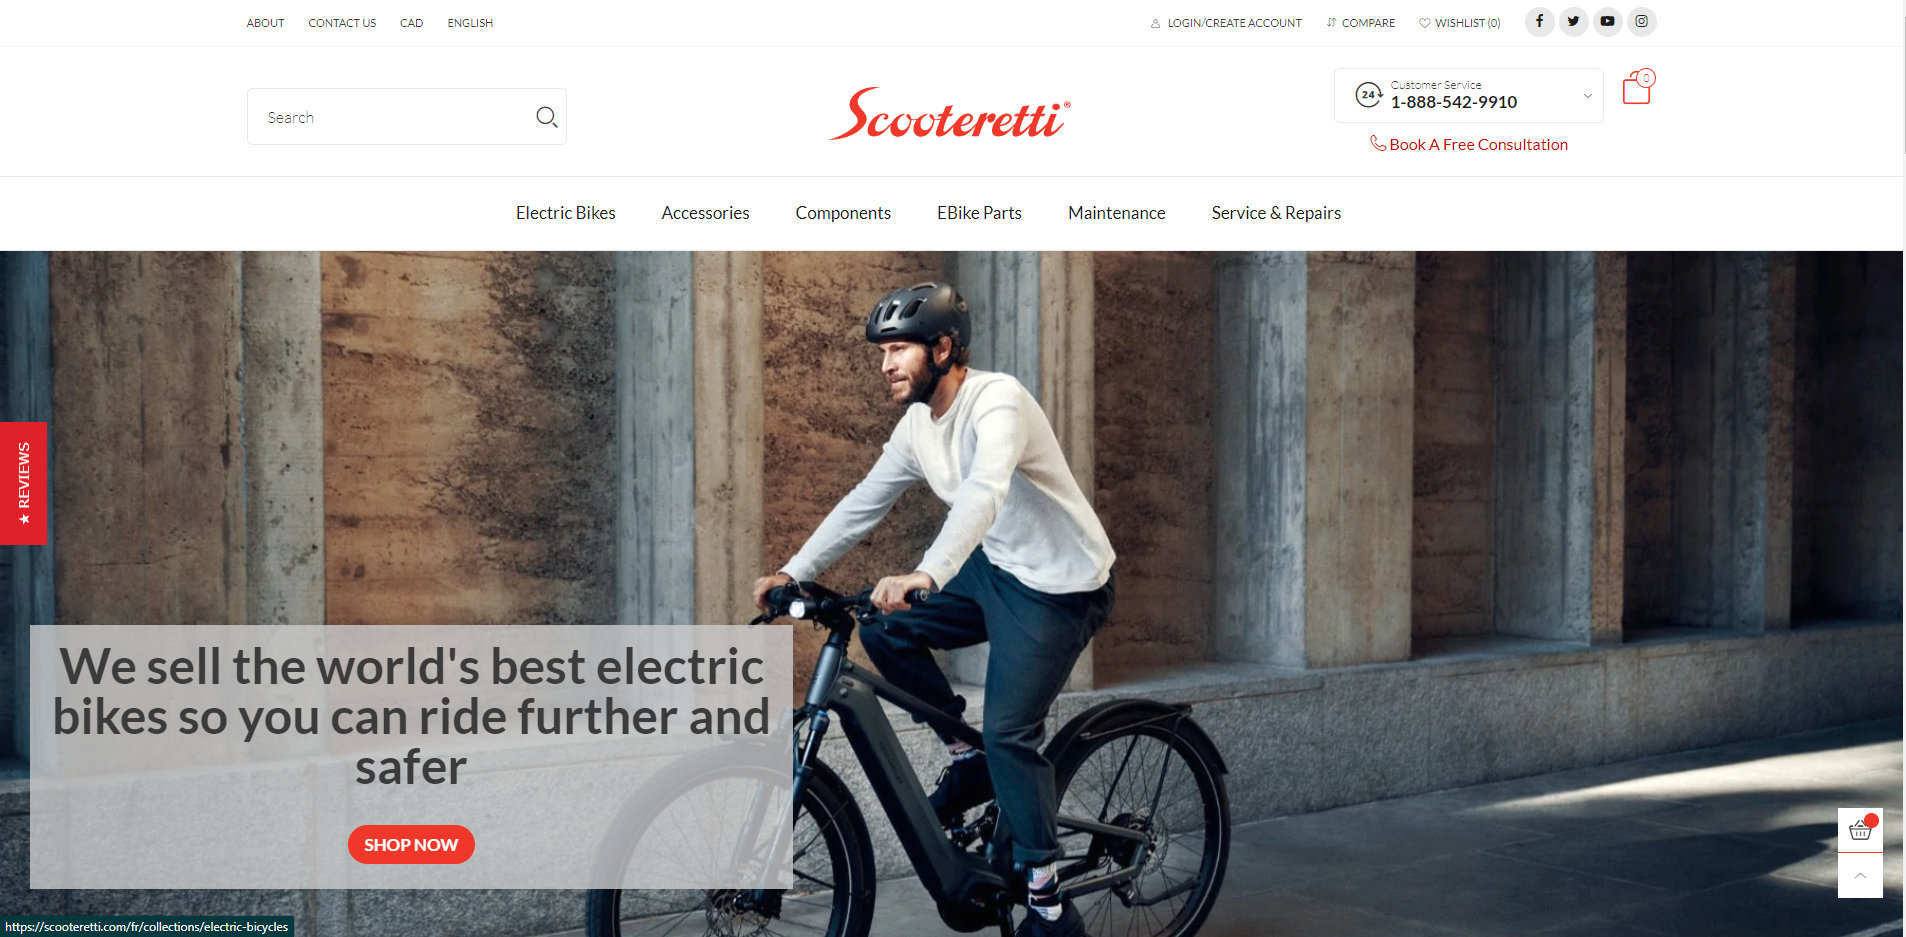 ABOUT CONTACT US CAD ENGLISH
LOGIN/CREATE ACCOUNT COMPARE WISHLIST (0)
Search
Scooteretti®
24
Customer Service
1-888-542-9910
0
Book A Free Consultation
Electric Bikes Accessories Components EBike Parts Maintenance Service & Repairs
★ REVIEWS
We sell the world's best electric
bikes so you can ride further and
safer
SHOP NOW
https://scooteretti.com/fr/collections/electric-bicycles